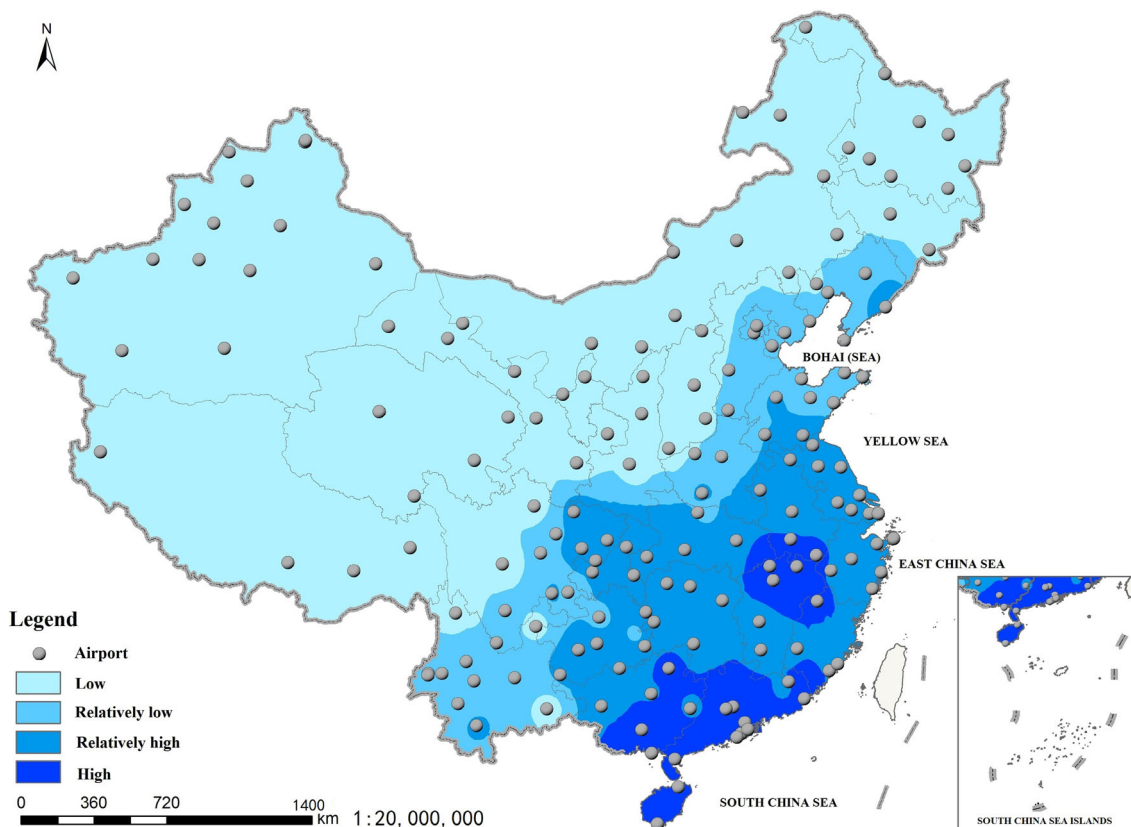 N
BOHAI (SEA)
YELLOW SEA
EAST CHINA SEA
Legend
Airport
Low
Relatively low
Relatively high
High
0 360 720 1400
km 1:20, 000, 000
SOUTH CHINA SEA
SOUTH CHINA SEA ISLANDS